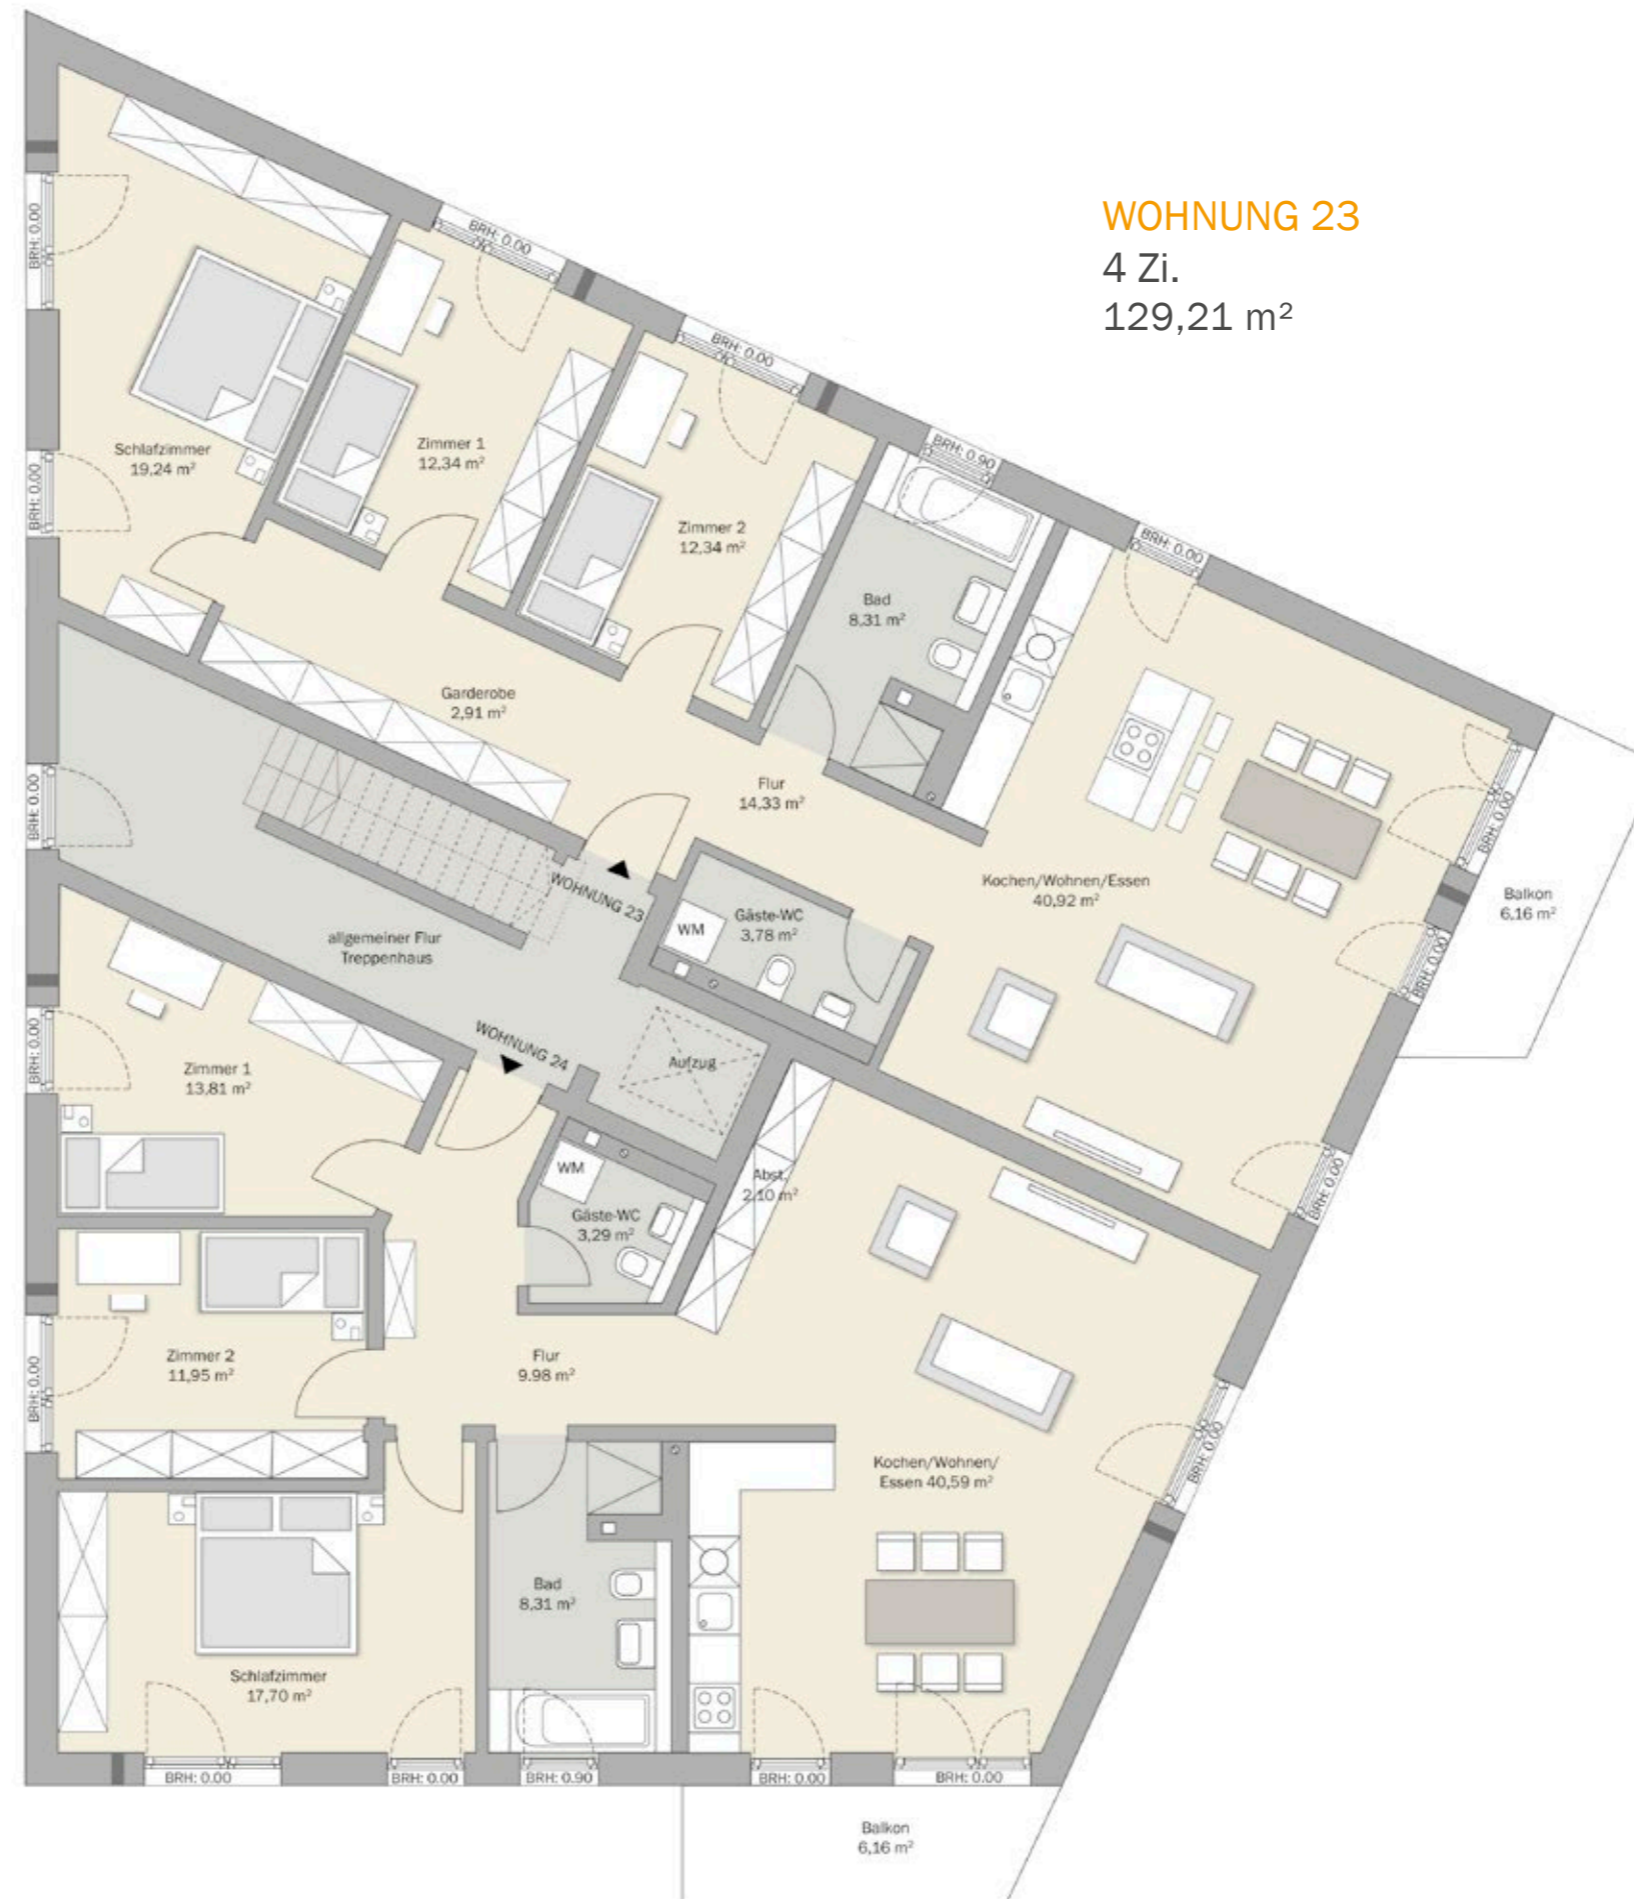 WOHNUNG 23
4 Zi.
129,21 m²
BRH: 0.00
BRH: 0.00
BRH: 0.00
BRH: 0.00
BRH: 0.90
BRH: 0.00
Schlafzimmer
19,24 m²
Zimmer 1
12,34 m²
Zimmer 2
12,34 m²
Bad
8,31 m²
Garderobe
2,91 m²
Flur
14.33 m²
Kochen/Wohnen/Essen
40,92 m²
BRH: 0.00
BRH: 0.00
BRH: 0.00
Balkon
6,16 m²
Gäste-WC
3,78 m²
WM
WOHNUNG 23
BRH: 0.00
allgemeiner Flur
Treppenhaus
WOHNUNG 24
Aufzug
BRH: 0.00
Zimmer 1
13,81 m²
WM
Gäste-WC
3,29 m²
Abst.
2,10 m²
BRH: 0.00
Zimmer 2
11,95 m²
Flur
9.98 m²
BRH: 0.00
Kochen/Wohnen/
Essen 40,59 m²
Bad
8,31 m²
Schlafzimmer
17,70 m²
BRH: 0.00
BRH: 0.00
BRH: 0.90
BRH: 0.00
BRH: 0.00
Balkon
6,16 m²